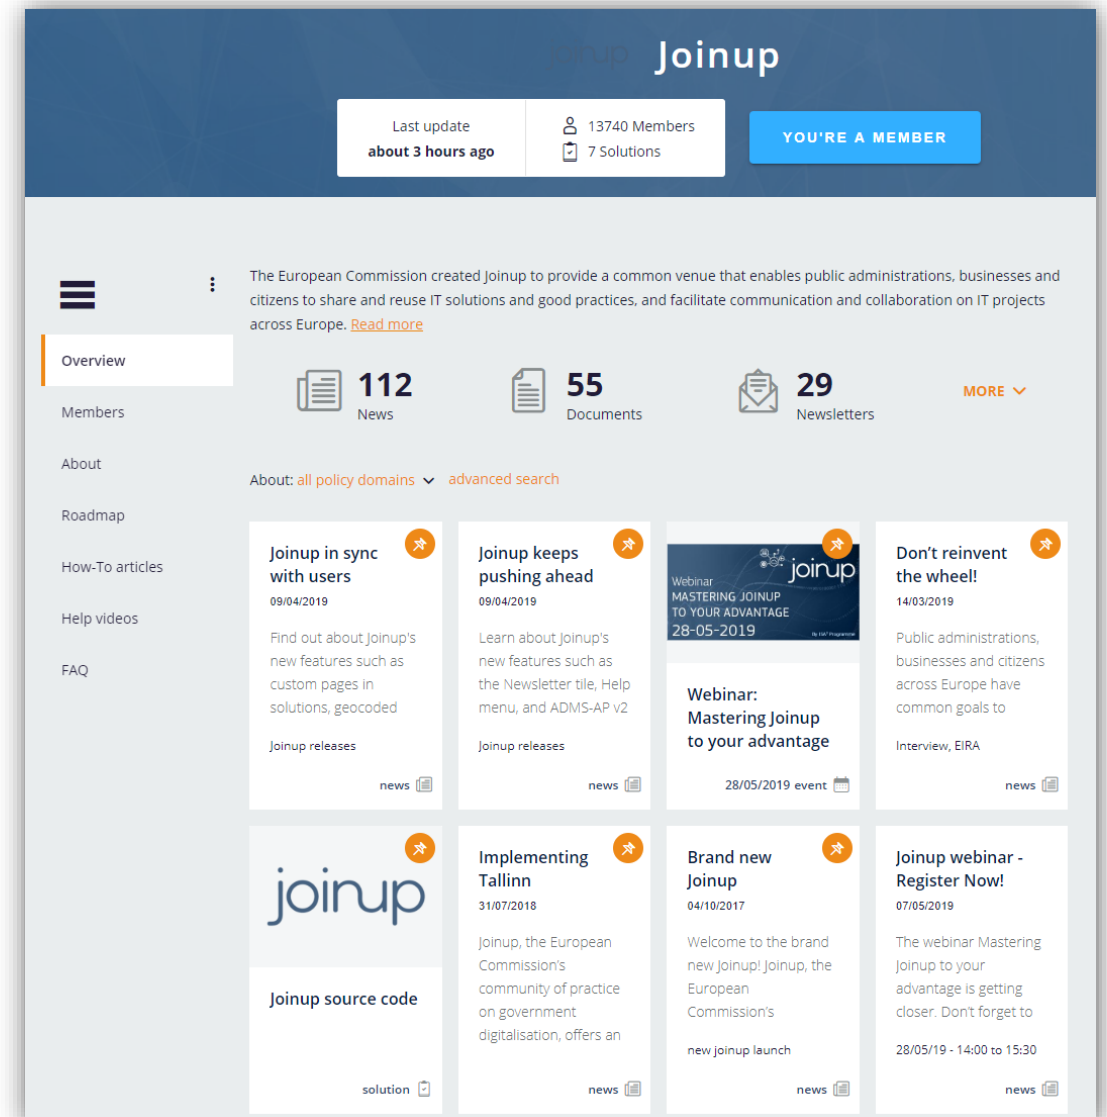 joinup Joinup
Last update
about 3 hours ago
13740 Members
7 Solutions
YOU'RE A MEMBER
The European Commission created Joinup to provide a common venue that enables public administrations, businesses and
citizens to share and reuse IT solutions and good practices, and facilitate communication and collaboration on IT projects
across Europe. Read more
Overview
Members
About
Roadmap
How-To articles
Help videos
FAQ
112
News
55
Documents
29
Newsletters
MORE
About: all policy domains advanced search
Joinup in sync
with users
09/04/2019
Find out about Joinup's
new features such as
custom pages in
solutions, geocoded
Joinup releases
news
Joinup keeps
pushing ahead
09/04/2019
Learn about Joinup's
new features such as
the Newsletter tile, Help
menu, and ADMS-AP v2
Joinup releases
news
joinup
Webinar
MASTERING JOINUP
TO YOUR ADVANTAGE
28-05-2019
By ISA² Programme
Webinar:
Mastering Joinup
to your advantage
28/05/2019 event
Don't reinvent
the wheel!
14/03/2019
Public administrations,
businesses and citizens
across Europe have
common goals to
Interview, EIRA
news
joinup
Joinup source code
solution
Implementing
Tallinn
31/07/2018
Joinup, the European
Commission's
community of practice
on government
digitalisation, offers an
news
Brand new
Joinup
04/10/2017
Welcome to the brand
new Joinup! Joinup, the
European
Commission's
new joinup launch
news
Joinup webinar -
Register Now!
07/05/2019
The webinar Mastering
Joinup to your
advantage is getting
closer. Don't forget to
28/05/19 - 14:00 to 15:30
news